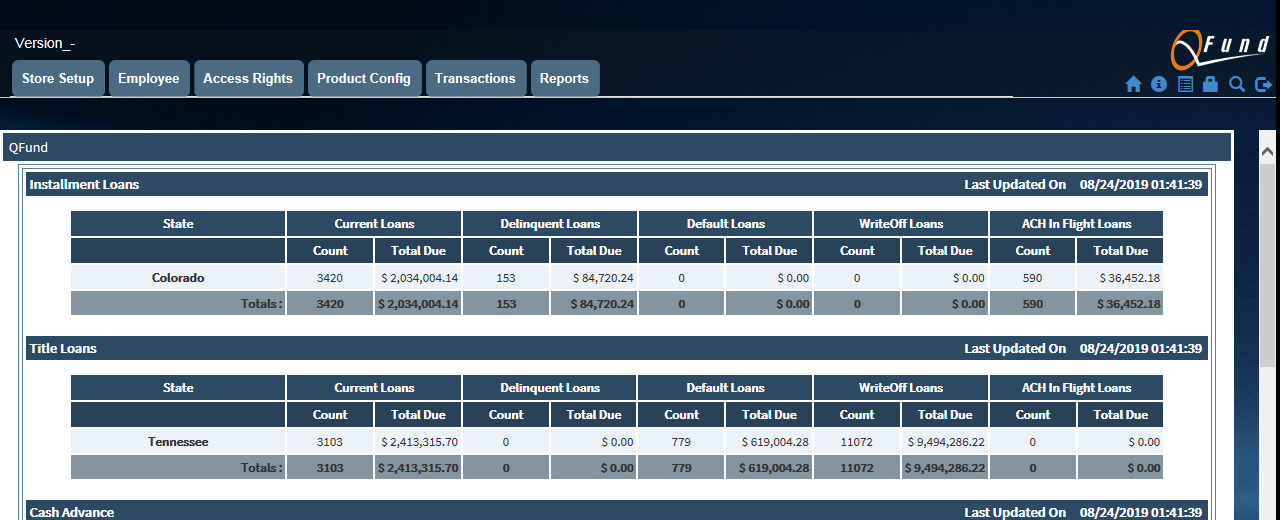 Version_-
QFund
Store Setup Employee Access Rights Product Config Transactions Reports
QFund
Installment Loans Last Updated On 08/24/2019 01:41:39
State Current Loans Delinquent Loans Default Loans WriteOff Loans ACH In Flight Loans
Count Total Due Count Total Due Count Total Due Count Total Due Count Total Due
Colorado 3420 $ 2,034,004.14 153 $ 84,720.24 0 $ 0.00 0 $ 0.00 590 $ 36,452.18
Totals : 3420 $ 2,034,004.14 153 $ 84,720.24 0 $ 0.00 0 $ 0.00 590 $ 36,452.18
Title Loans Last Updated On 08/24/2019 01:41:39
State Current Loans Delinquent Loans Default Loans WriteOff Loans ACH In Flight Loans
Count Total Due Count Total Due Count Total Due Count Total Due Count Total Due
Tennessee 3103 $ 2,413,315.70 0 $ 0.00 779 $ 619,004.28 11072 $ 9,494,286.22 0 $ 0.00
Totals : 3103 $ 2,413,315.70 0 $ 0.00 779 $ 619,004.28 11072 $ 9,494,286.22 0 $ 0.00
Cash Advance Last Updated On 08/24/2019 01:41:39